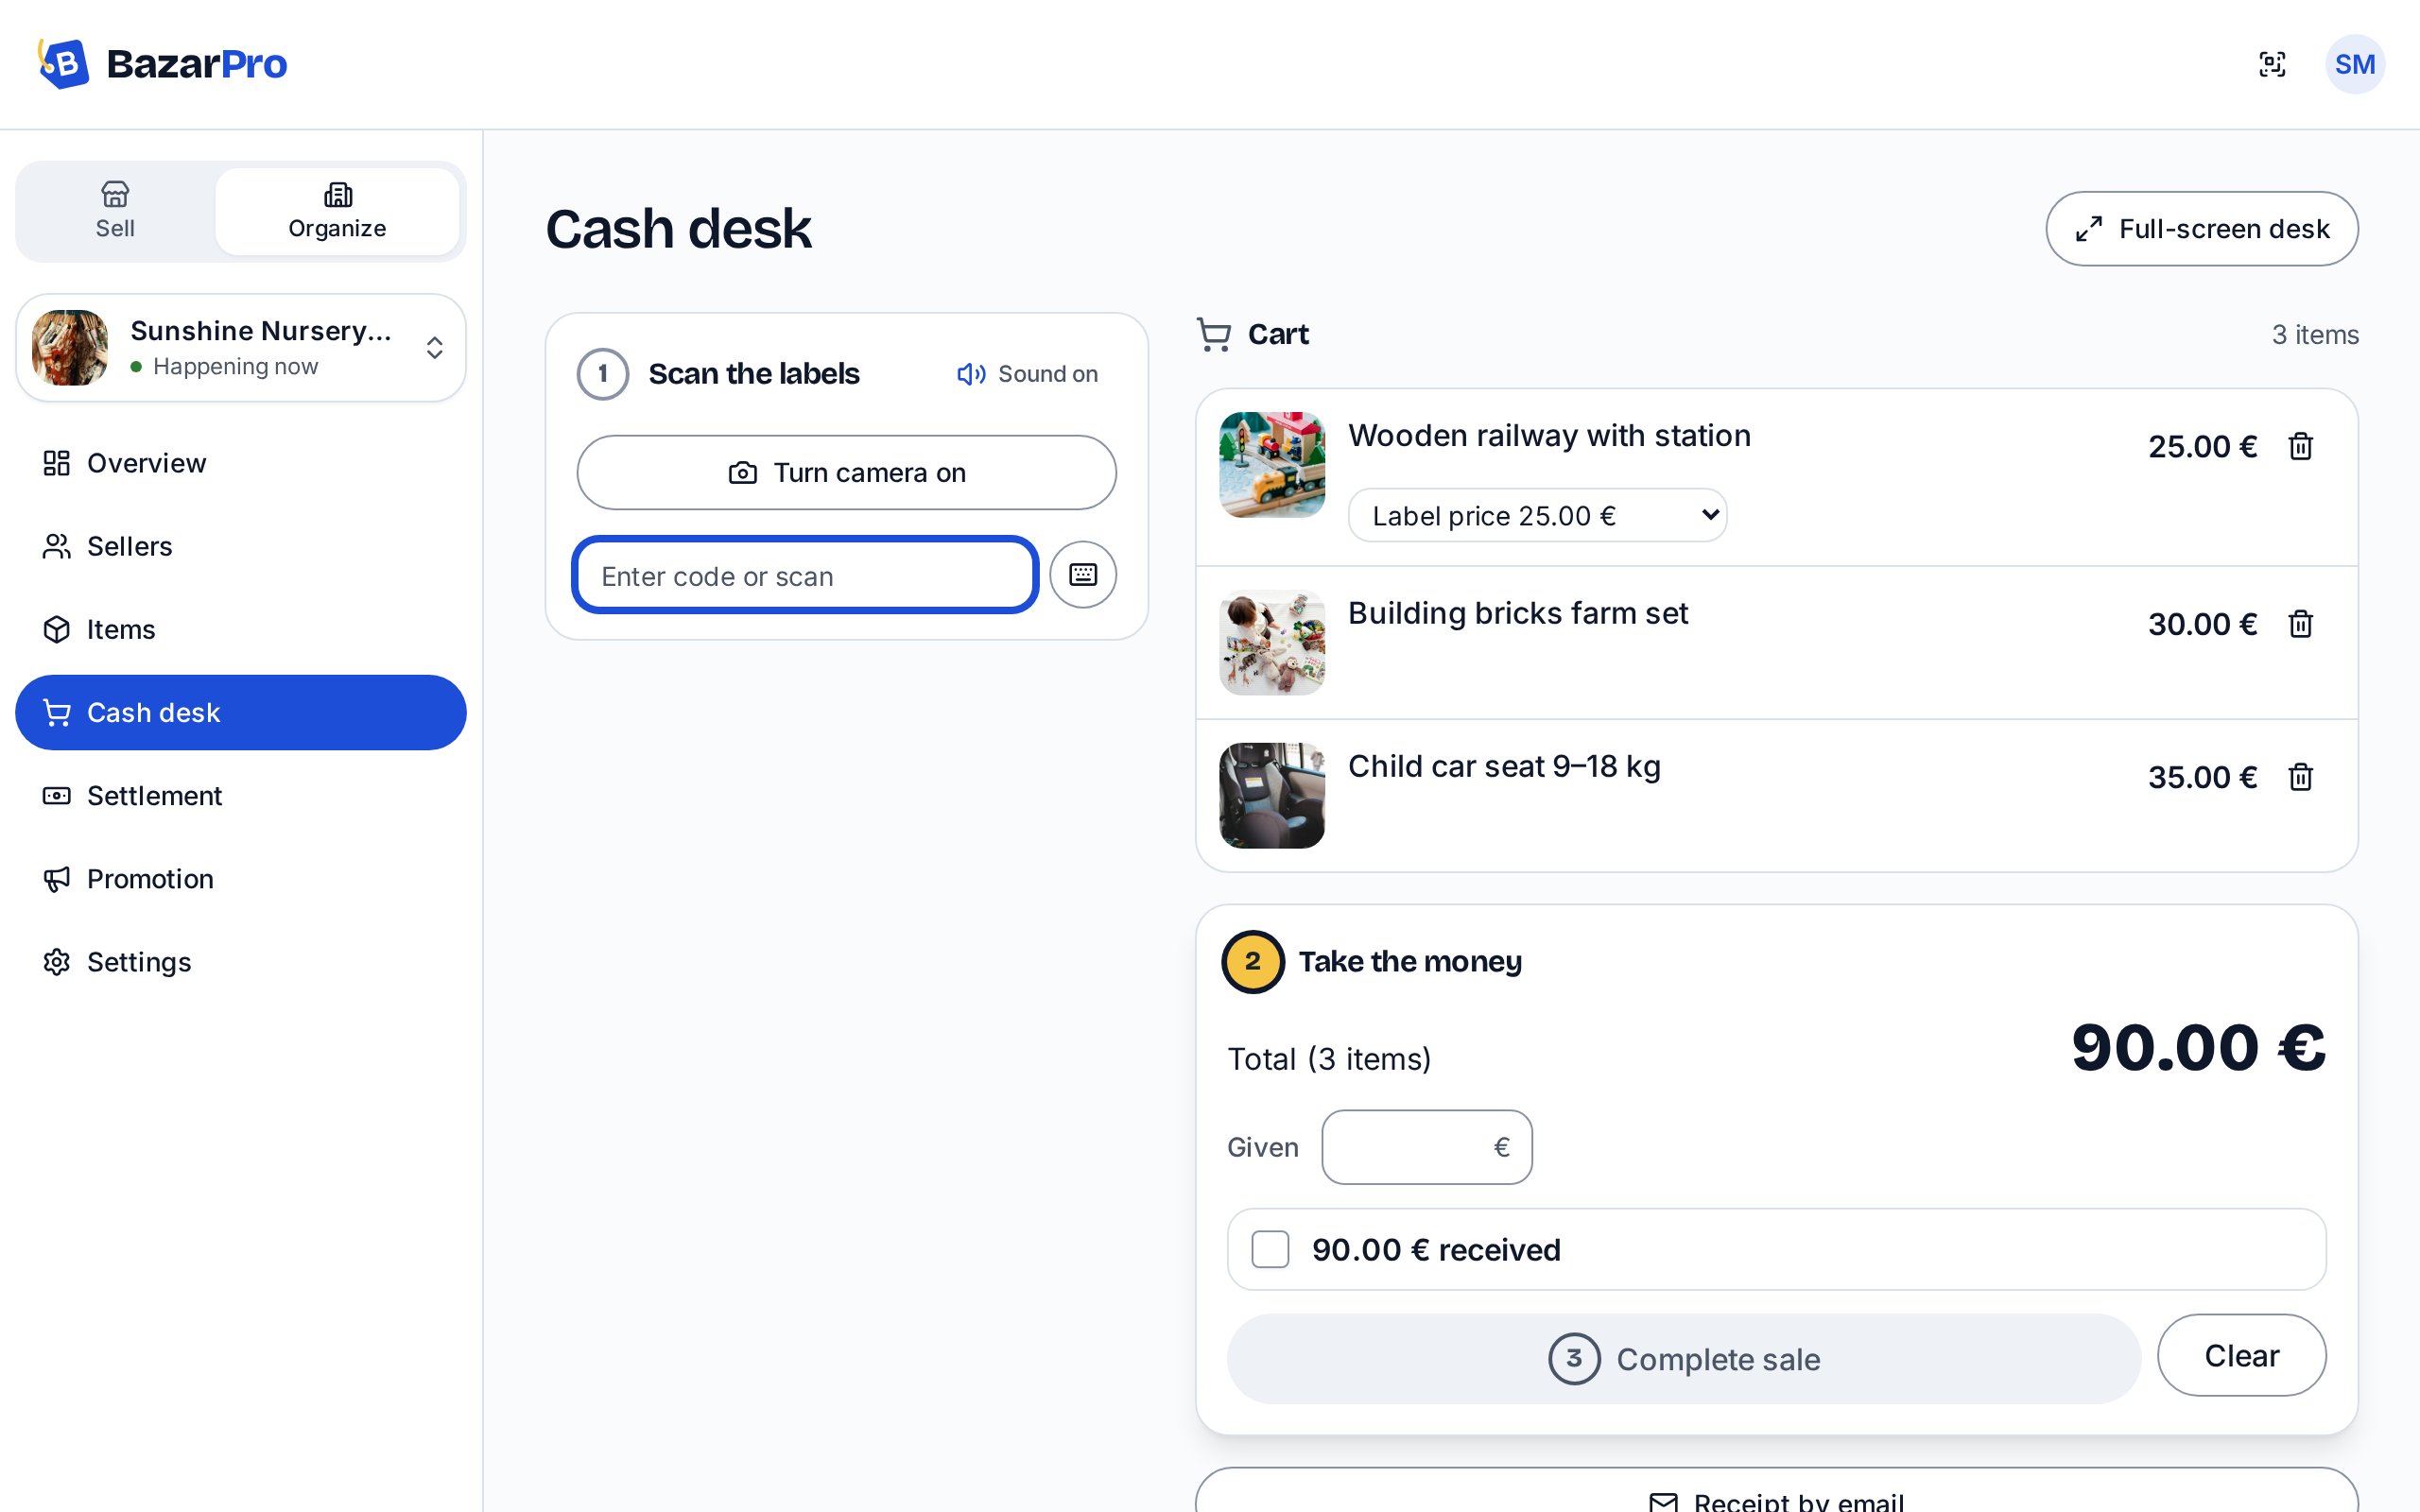 B BazarPro
SM
Sell
Organize
Sunshine Nursery...
Happening now
Overview
Sellers
Items
Cash desk
Settlement
Promotion
Settings
Cash desk
Full-screen desk
1 Scan the labels
Sound on
Turn camera on
Enter code or scan
Cart
3 items
Wooden railway with station
25.00 €
Label price 25.00 €
Building bricks farm set
30.00 €
Child car seat 9–18 kg
35.00 €
2 Take the money
Total (3 items)
90.00 €
Given
€
90.00 € received
3 Complete sale
Clear
Receipt by email